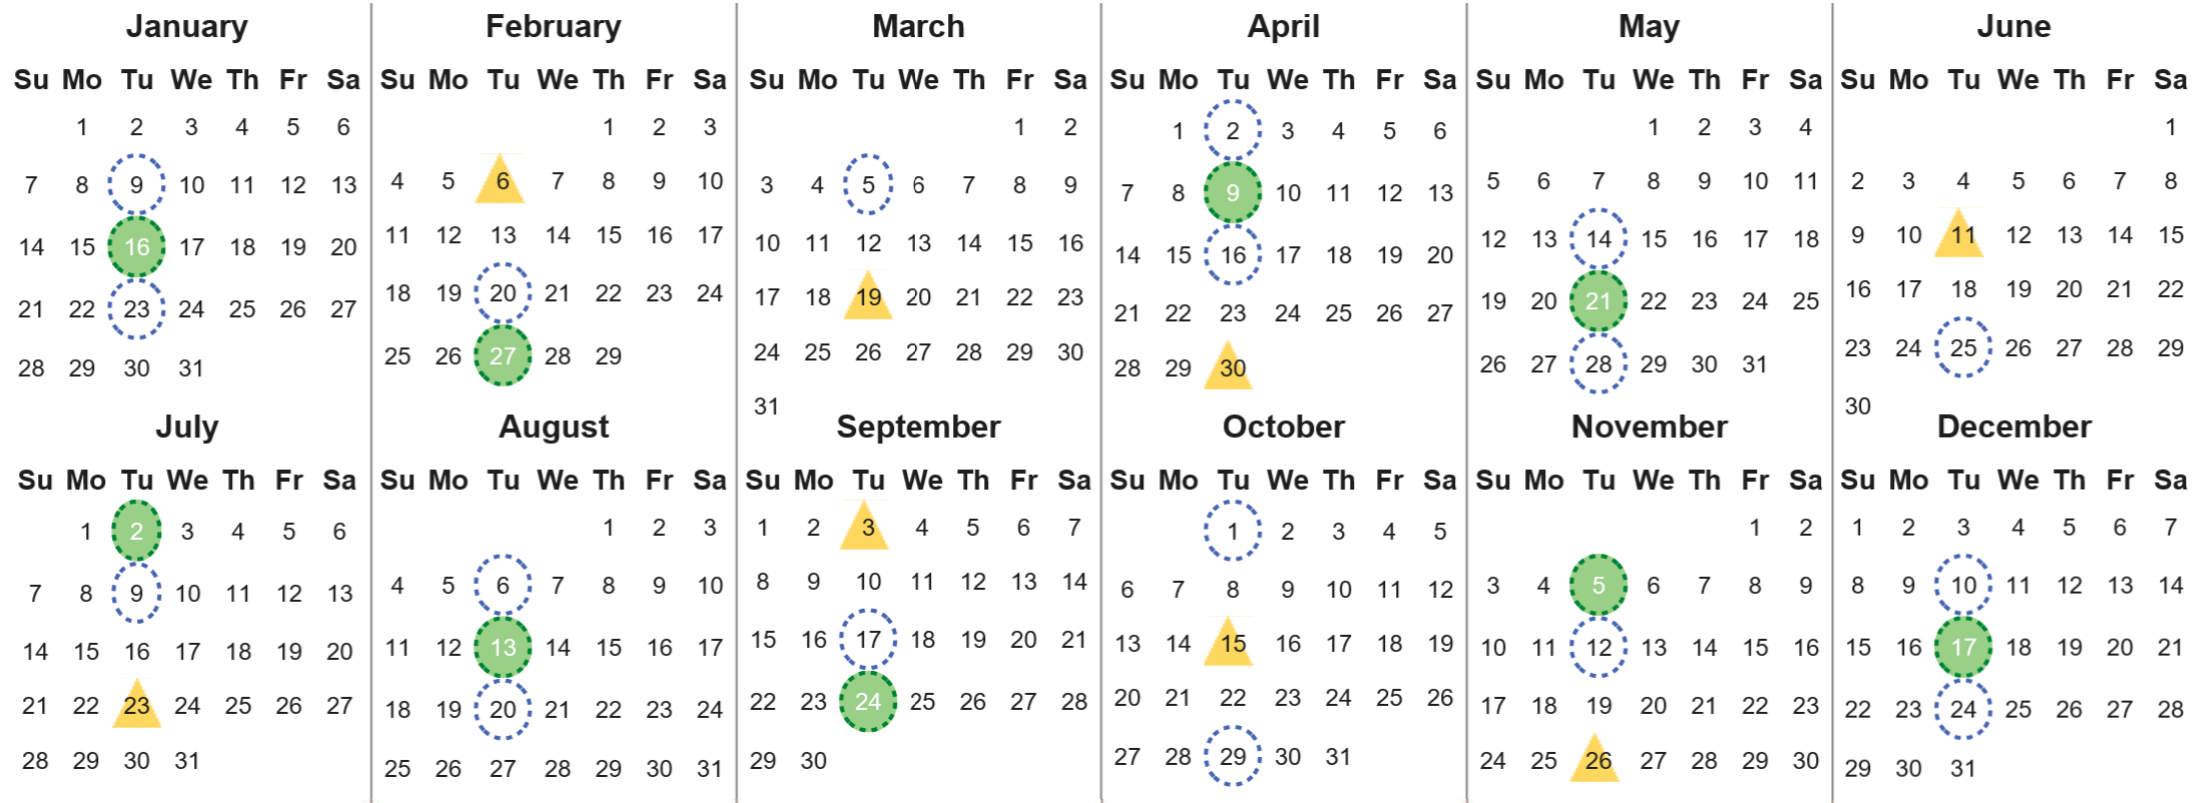 January
Su Mo Tu We Th Fr Sa
1 2 3 4 5 6
7 8 9 10 11 12 13
14 15 16 17 18 19 20
21 22 23 24 25 26 27
28 29 30 31
February
Su Mo Tu We Th Fr Sa
1 2 3
4 5 6 7 8 9 10
11 12 13 14 15 16 17
18 19 20 21 22 23 24
25 26 27 28 29
March
Su Mo Tu We Th Fr Sa
1 2
3 4 5 6 7 8 9
10 11 12 13 14 15 16
17 18 19 20 21 22 23
24 25 26 27 28 29 30
31
April
Su Mo Tu We Th Fr Sa
1 2 3 4 5 6
7 8 9 10 11 12 13
14 15 16 17 18 19 20
21 22 23 24 25 26 27
28 29 30
May
Su Mo Tu We Th Fr Sa
1 2 3 4
5 6 7 8 9 10 11
12 13 14 15 16 17 18
19 20 21 22 23 24 25
26 27 28 29 30 31
June
Su Mo Tu We Th Fr Sa
1
2 3 4 5 6 7 8
9 10 11 12 13 14 15
16 17 18 19 20 21 22
23 24 25 26 27 28 29
30
July
Su Mo Tu We Th Fr Sa
1 2 3 4 5 6
7 8 9 10 11 12 13
14 15 16 17 18 19 20
21 22 23 24 25 26 27
28 29 30 31
August
Su Mo Tu We Th Fr Sa
1 2 3
4 5 6 7 8 9 10
11 12 13 14 15 16 17
18 19 20 21 22 23 24
25 26 27 28 29 30 31
September
Su Mo Tu We Th Fr Sa
1 2 3 4 5 6 7
8 9 10 11 12 13 14
15 16 17 18 19 20 21
22 23 24 25 26 27 28
29 30
October
Su Mo Tu We Th Fr Sa
1 2 3 4 5
6 7 8 9 10 11 12
13 14 15 16 17 18 19
20 21 22 23 24 25 26
27 28 29 30 31
November
Su Mo Tu We Th Fr Sa
1 2
3 4 5 6 7 8 9
10 11 12 13 14 15 16
17 18 19 20 21 22 23
24 25 26 27 28 29 30
December
Su Mo Tu We Th Fr Sa
1 2 3 4 5 6 7
8 9 10 11 12 13 14
15 16 17 18 19 20 21
22 23 24 25 26 27 28
29 30 31